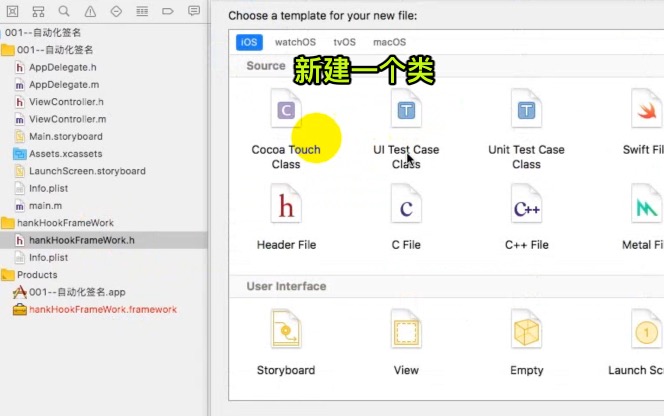 Choose a template for your new file:
001--自动化签名
iOS watchOS tvOS macOS
001--自动化签名
Source
新建一个类
AppDelegate.h
AppDelegate.m
ViewController.h
ViewController.m
Main.storyboard
Assets.xcassets
LaunchScreen.storyboard
Info.plist
main.m
hankHookFrameWork
hankHookFrameWork.h
Info.plist
Products
001--自动化签名.app
hankHookFrameWork.framework
C
Cocoa Touch
Class
T
UI Test Case
Class
T
Unit Test Case
Class
Swift Fil
h
Header File
c
C File
C++
C++ File
Metal Fi
User Interface
Storyboard
View
Empty
1
Launch Scr